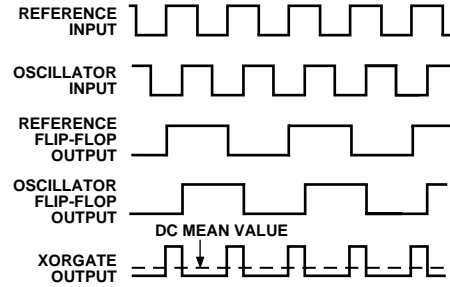 REFERENCE
INPUT
OSCILLATOR
INPUT
REFERENCE
FLIP-FLOP
OUTPUT
OSCILLATOR
FLIP-FLOP
OUTPUT
DC MEAN VALUE
XORGATE
OUTPUT